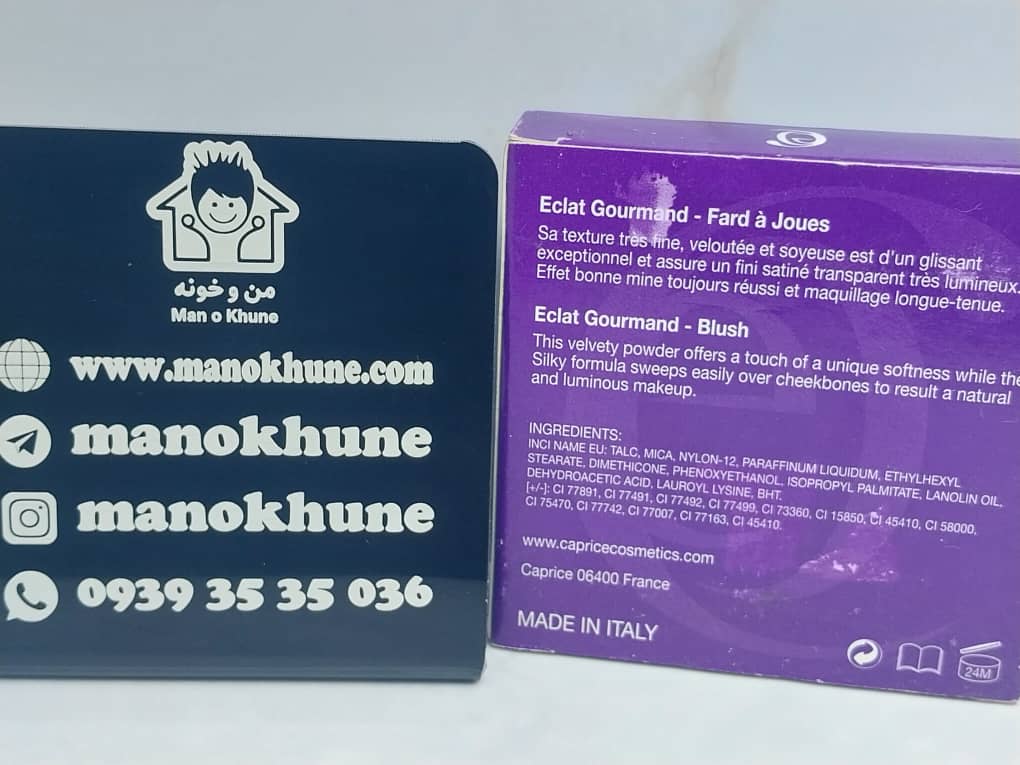 من و خونه
Man o Khune
www.manokhune.com
manokhune
manokhune
0939 35 35 036
Eclat Gourmand - Fard à Joues
Sa texture très fine, veloutée et soyeuse est d'un glissant
exceptionnel et assure un fini satiné transparent très lumineux.
Effet bonne mine toujours réussi et maquillage longue-tenue.
Eclat Gourmand - Blush
This velvety powder offers a touch of a unique softness while the
Silky formula sweeps easily over cheekbones to result a natural
and luminous makeup.
INGREDIENTS:
INCI NAME EU: TALC, MICA, NYLON-12, PARAFFINUM LIQUIDUM, ETHYLHEXYL
STEARATE, DIMETHICONE, PHENOXYETHANOL, ISOPROPYL PALMITATE, LANOLIN OIL,
DEHYDROACETIC ACID, LAUROYL LYSINE, BHT.
[+/-]: CI 77891, CI 77491, CI 77492, CI 77499, CI 73360, CI 15850, CI 45410, CI 58000,
CI 75470, CI 77742, CI 77007, CI 77163, CI 45410.
www.capricecosmetics.com
Caprice 06400 France
MADE IN ITALY
24M